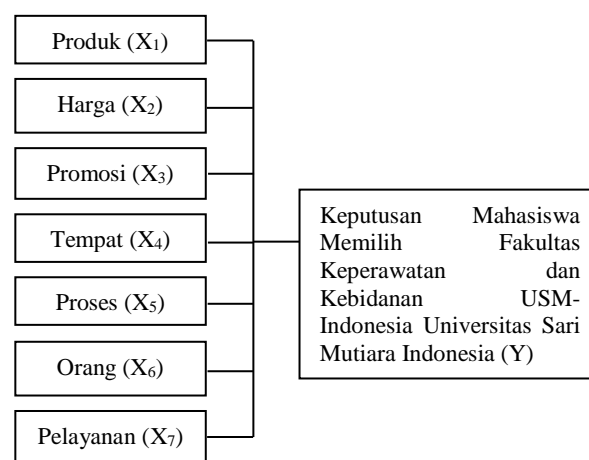 Produk (X₁)
Harga (X₂)
Promosi (X₃)
Tempat (X₄)
Proses (X₅)
Orang (X₆)
Pelayanan (X₇)
Keputusan Mahasiswa
Memilih Fakultas
Keperawatan dan
Kebidanan USM-
Indonesia Universitas Sari
Mutiara Indonesia (Y)